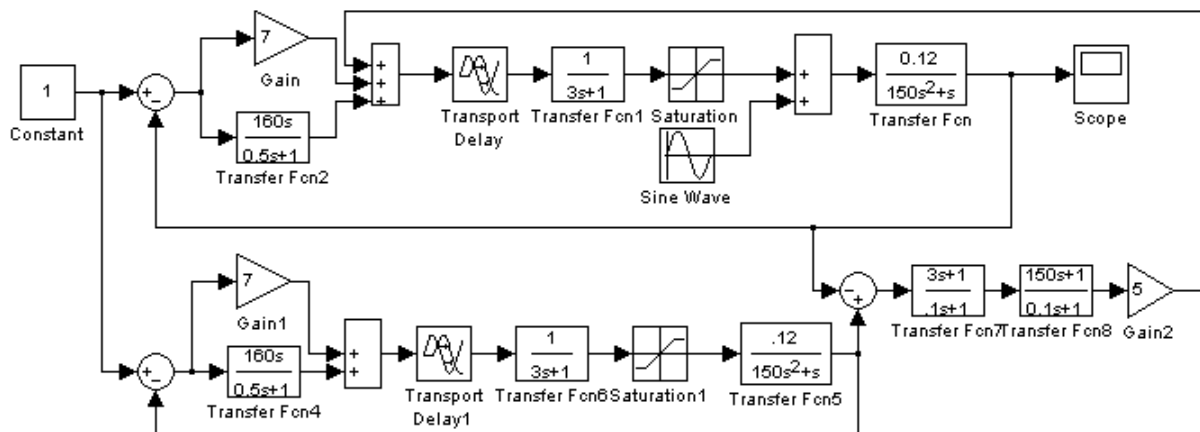 7
Gain
1
Constant
+
−
160s
0.5s+1
Transfer Fcn2
+
+
+
Transport
Delay
1
3s+1
Transfer Fcn1
Saturation
Sine Wave
+
+
0.12
150s2+s
Transfer Fcn
Scope
7
Gain1
+
−
160s
0.5s+1
Transfer Fcn4
+
+
Transport
Delay1
1
3s+1
Transfer Fcn6
Saturation1
.12
150s2+s
Transfer Fcn5
−
+
3s+1
.1s+1
Transfer Fcn7
150s+1
0.1s+1
Transfer Fcn8
5
Gain2